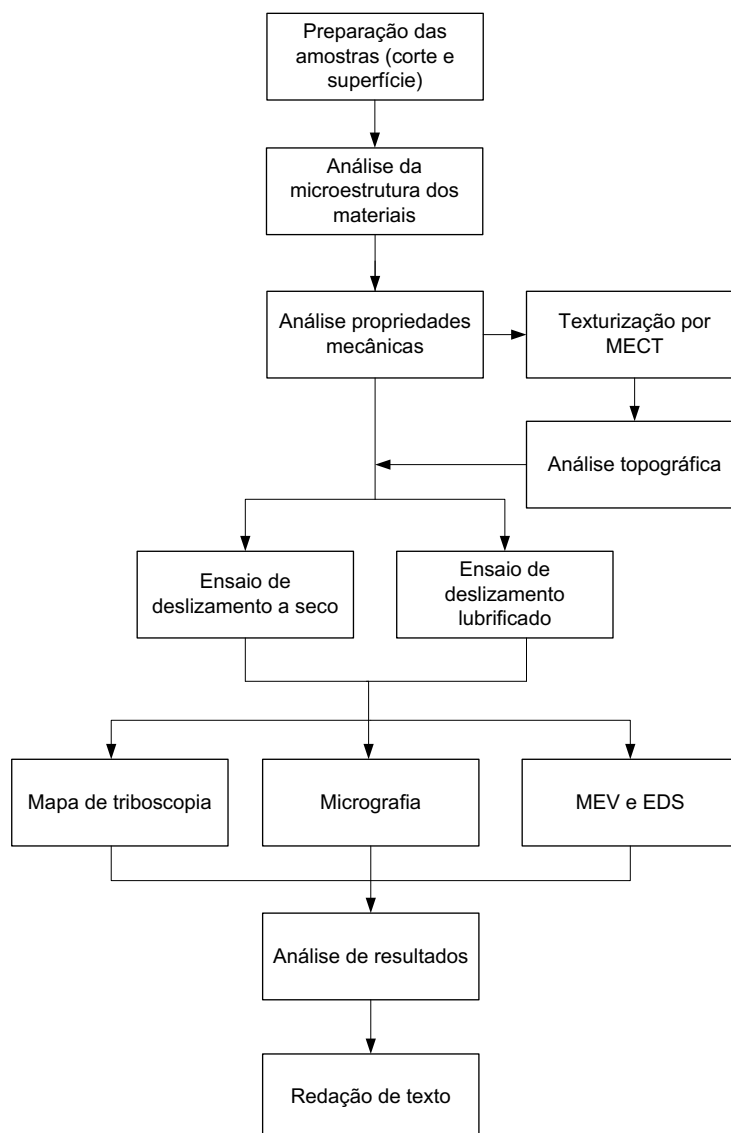 Preparação das
amostras (corte e
superfície)
Análise da
microestrutura dos
materiais
Análise propriedades
mecânicas
Texturização por
MECT
Análise topográfica
Ensaio de
deslizamento a seco
Ensaio de
deslizamento
lubrificado
Mapa de triboscopia
Micrografia
MEV e EDS
Análise de resultados
Redação de texto